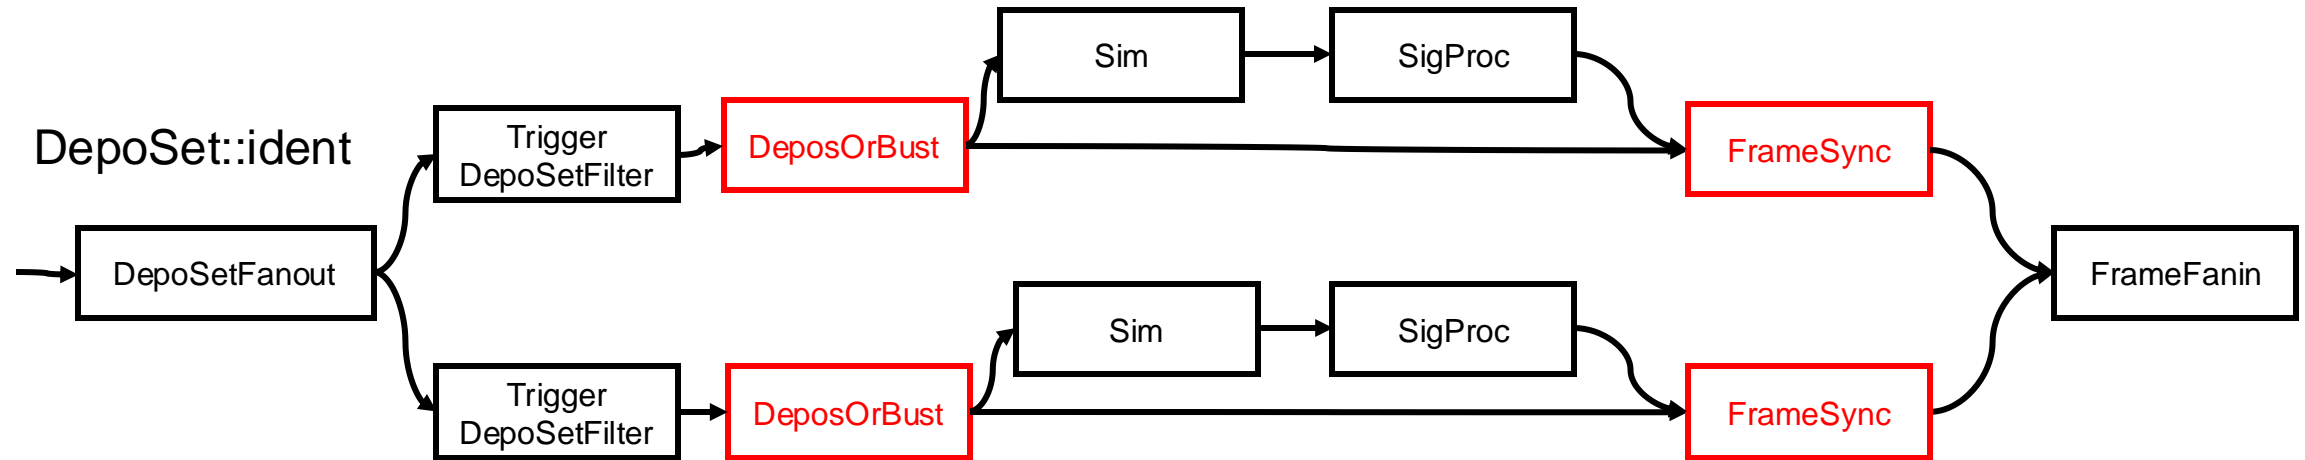 Sim
SigProc
DepoSet::ident
Trigger
DepoSetFilter
DeposOrBust
FrameSync
DepoSetFanout
FrameFanin
Sim
SigProc
Trigger
DepoSetFilter
DeposOrBust
FrameSync